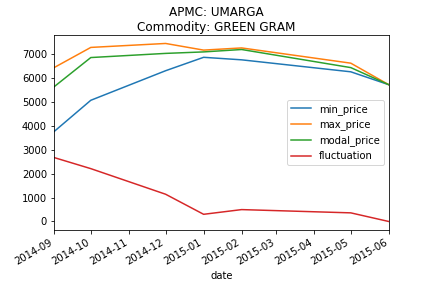 APMC: UMARGA
Commodity: GREEN GRAM
7000
6000
5000
4000
3000
2000
1000
0
min_price
max_price
modal_price
fluctuation
2014-09
2014-10
2014-11
2014-12
2015-01
2015-02
2015-03
2015-04
2015-05
2015-06
date